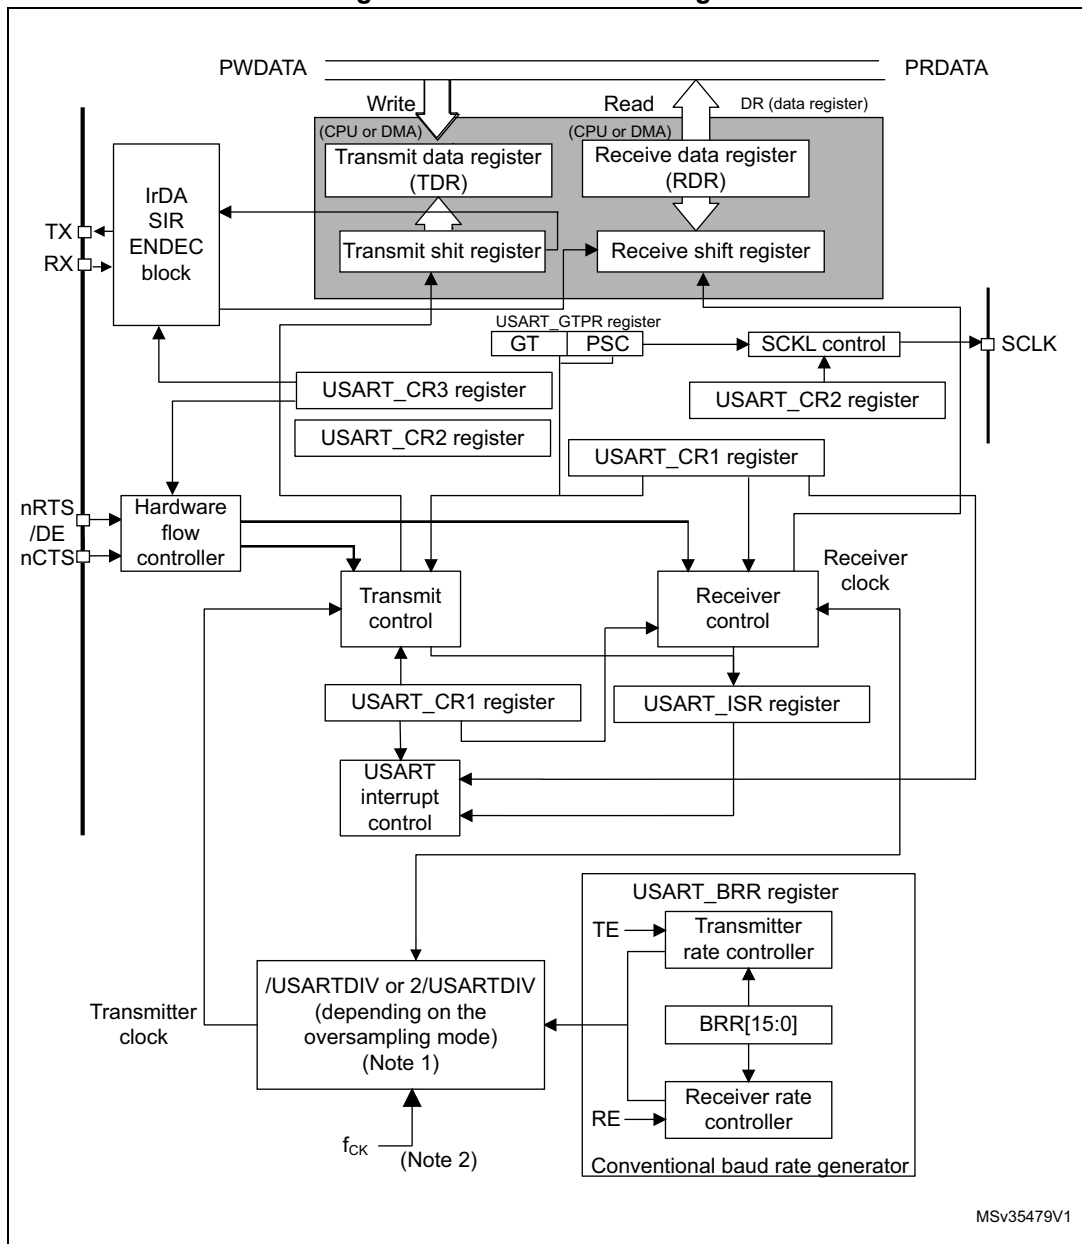 PWDATA
PRDATA
Write
Read
DR (data register)
(CPU or DMA)
(CPU or DMA)
Transmit data register
(TDR)
Receive data register
(RDR)
IrDA
SIR
ENDEC
block
TX
RX
Transmit shit register
Receive shift register
USART_GTPR register
GT
PSC
SCKL control
SCLK
USART_CR3 register
USART_CR2 register
USART_CR2 register
USART_CR1 register
nRTS
/DE
nCTS
Hardware
flow
controller
Transmit
control
Receiver
control
Receiver
clock
USART_CR1 register
USART_ISR register
USART
interrupt
control
USART_BRR register
TE
Transmitter
rate controller
/USARTDIV or 2/USARTDIV
(depending on the
oversampling mode)
(Note 1)
Transmitter
clock
BRR[15:0]
Receiver rate
controller
RE
fCK
(Note 2)
Conventional baud rate generator
MSv35479V1